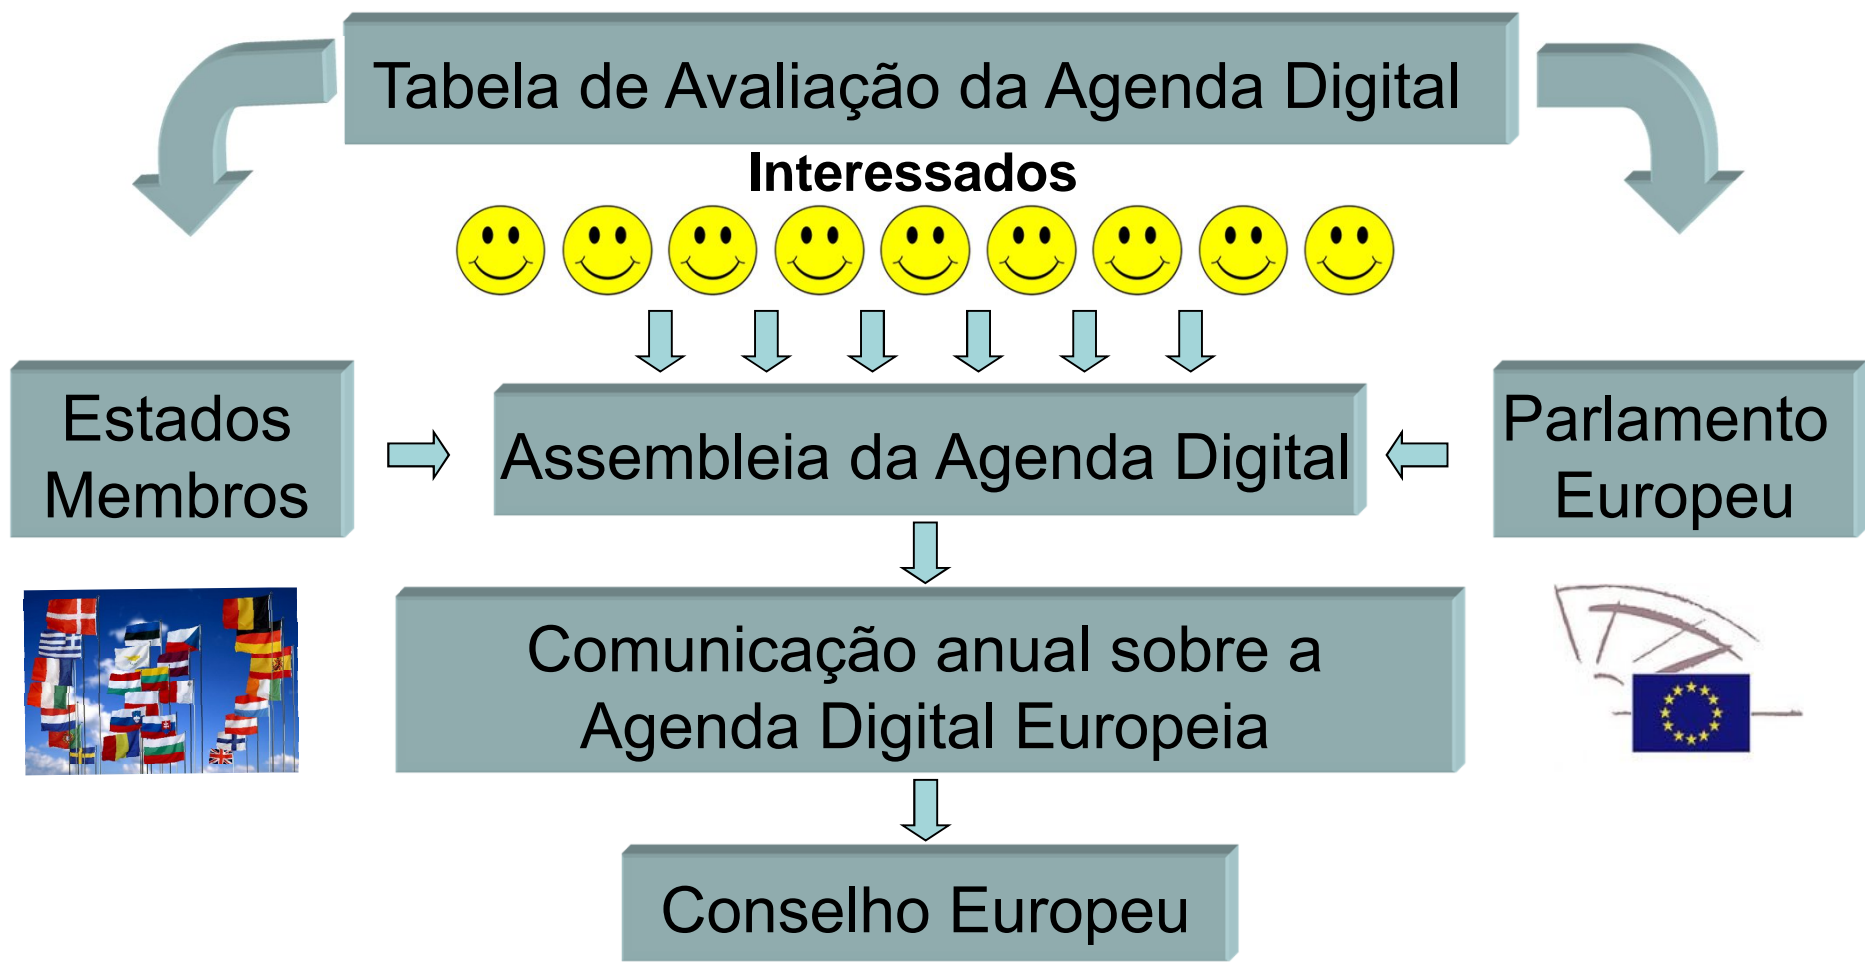 Tabela de Avaliação da Agenda Digital
Interessados
Estados
Membros
Assembleia da Agenda Digital
Parlamento
Europeu
Comunicação anual sobre a
Agenda Digital Europeia
Conselho Europeu